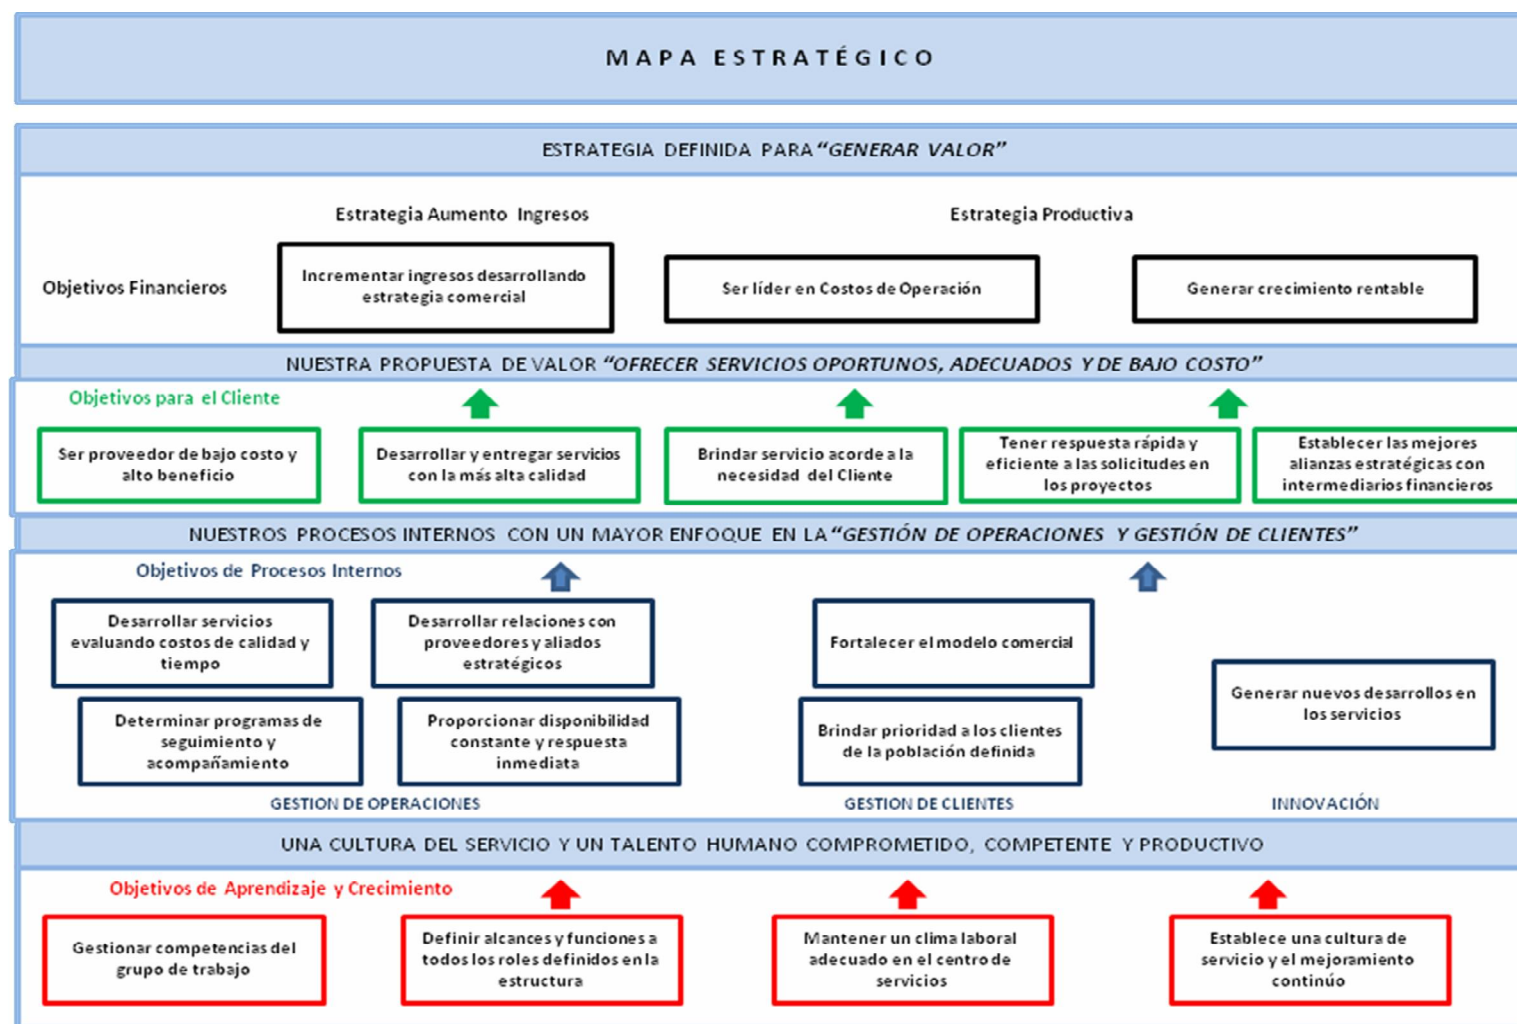 MAPA ESTRATÉGICO
ESTRATEGIA DEFINIDA PARA “GENERAR VALOR”
Estrategia Aumento Ingresos
Estrategia Productiva
Objetivos Financieros
Incrementar ingresos desarrollando
estrategia comercial
Ser líder en Costos de Operación
Generar crecimiento rentable
NUESTRA PROPUESTA DE VALOR “OFRECER SERVICIOS OPORTUNOS, ADECUADOS Y DE BAJO COSTO”
Objetivos para el Cliente
Ser proveedor de bajo costo y
alto beneficio
Desarrollar y entregar servicios
con la más alta calidad
Brindar servicio acorde a la
necesidad del Cliente
Tener respuesta rápida y
eficiente a las solicitudes en
los proyectos
Establecer las mejores
alianzas estratégicas con
intermediarios financieros
NUESTROS PROCESOS INTERNOS CON UN MAYOR ENFOQUE EN LA “GESTIÓN DE OPERACIONES Y GESTIÓN DE CLIENTES”
Objetivos de Procesos Internos
Desarrollar servicios
evaluando costos de calidad y
tiempo
Desarrollar relaciones con
proveedores y aliados
estratégicos
Fortalecer el modelo comercial
Generar nuevos desarrollos en
los servicios
Determinar programas de
seguimiento y
acompañamiento
Proporcionar disponibilidad
constante y respuesta
inmediata
Brindar prioridad a los clientes
de la población definida
GESTION DE OPERACIONES
GESTION DE CLIENTES
INNOVACIÓN
UNA CULTURA DEL SERVICIO Y UN TALENTO HUMANO COMPROMETIDO, COMPETENTE Y PRODUCTIVO
Objetivos de Aprendizaje y Crecimiento
Gestionar competencias del
grupo de trabajo
Definir alcances y funciones a
todos los roles definidos en la
estructura
Mantener un clima laboral
adecuado en el centro de
servicios
Establece una cultura de
servicio y el mejoramiento
continúo